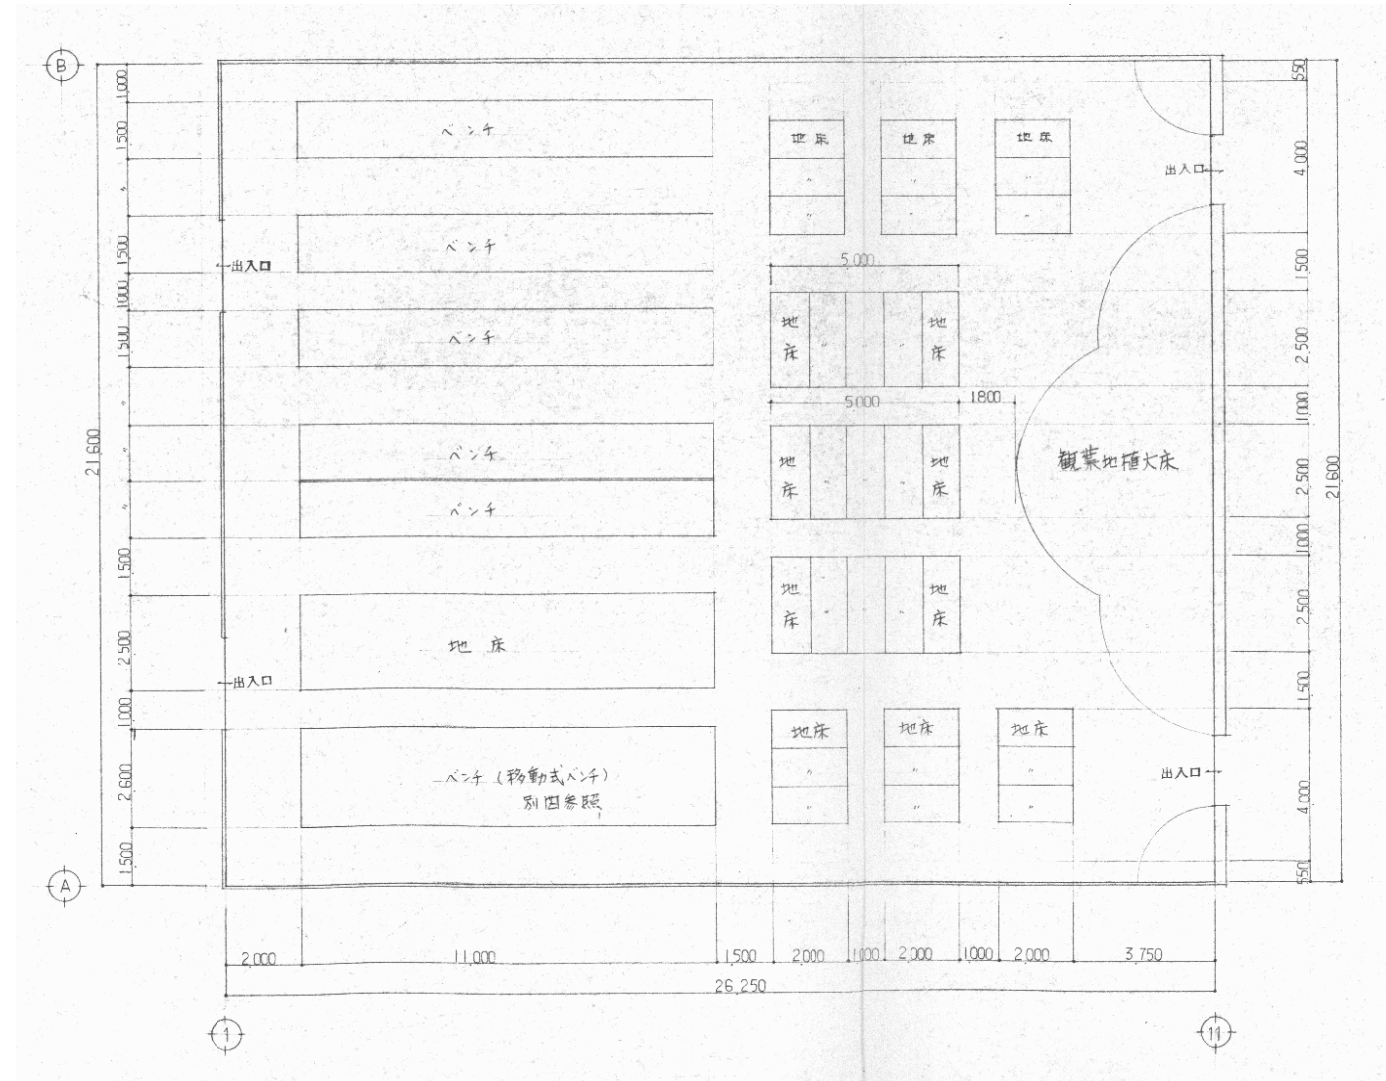 B
1,000
1,500
〃
1,500
1,000
1,500
〃
〃
〃
1,500
2,500
1,000
2,600
1,500
21,600
A
ベンチ
ベンチ
出入口
ベンチ
ベンチ
ベンチ
地床
出入口
ベンチ(移動式ベンチ)
別図参照
地床 地床 地床
〃 〃 〃
〃 〃 〃
5,000
地床 〃 〃 地床
5,000 1,800
地床 〃 〃 地床
地床 〃 〃 地床
地床 地床 地床
〃 〃 〃
〃 〃 〃
出入口
観葉地植大床
出入口
550
4,000
1,500
2,500
1,000
2,500
1,000
2,500
1,500
4,000
550
21,600
2,000 11,000 1,500 2,000 1,000 2,000 1,000 2,000 3,750
26,250
1 11